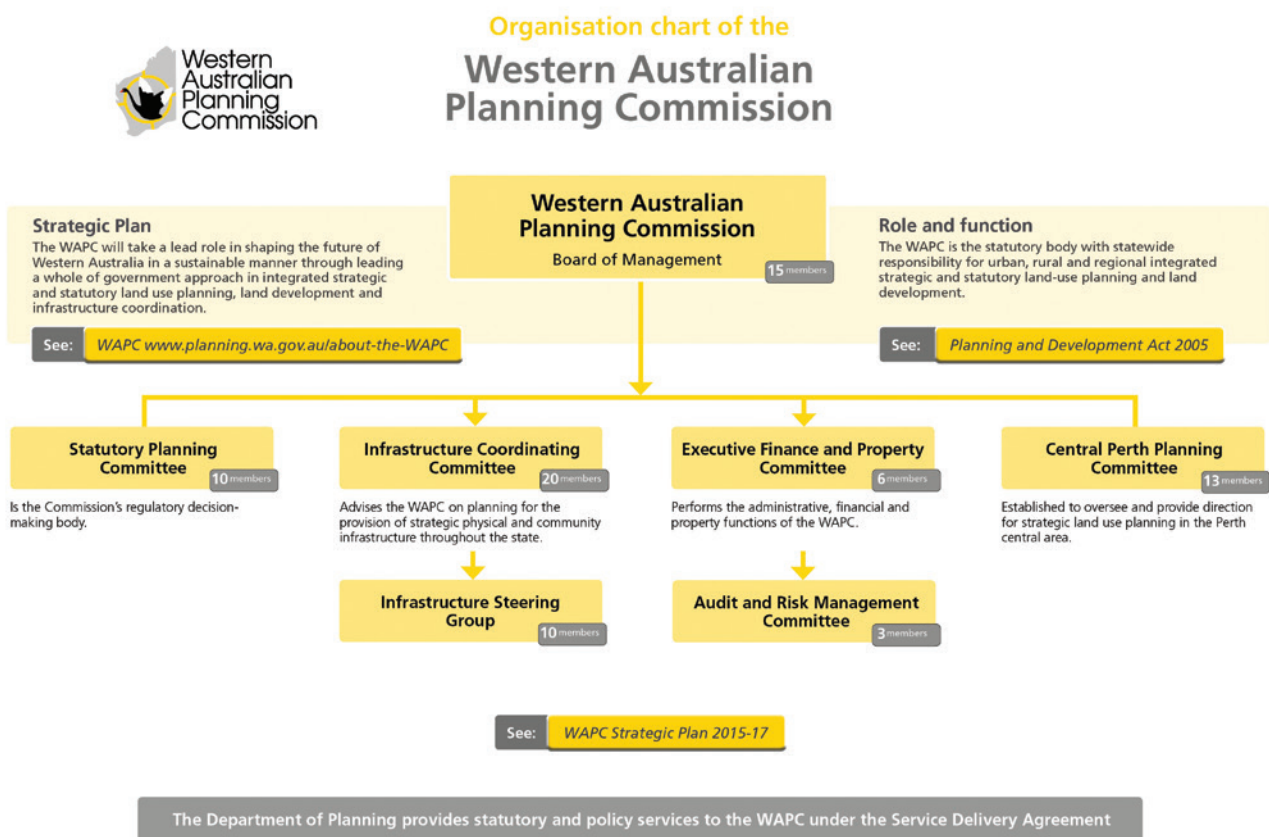 Organisation chart of the
Western Australian
Planning Commission
Western
Australian
Planning
Commission
Western Australian
Planning Commission
Board of Management
15 members
Strategic Plan
The WAPC will take a lead role in shaping the future of
Western Australia in a sustainable manner through leading
a whole of government approach in integrated strategic
and statutory land use planning, land development and
infrastructure coordination.
See: WAPC www.planning.wa.gov.au/about-the-WAPC
Role and function
The WAPC is the statutory body with statewide
responsibility for urban, rural and regional integrated
strategic and statutory land-use planning and land
development.
See: Planning and Development Act 2005
Statutory Planning
Committee
10 members
Is the Commission's regulatory decision-
making body.
Infrastructure Coordinating
Committee
20 members
Advises the WAPC on planning for the
provision of strategic physical and community
infrastructure throughout the state.
Executive Finance and Property
Committee
6 members
Performs the administrative, financial and
property functions of the WAPC.
Central Perth Planning
Committee
13 members
Established to oversee and provide direction
for strategic land use planning in the Perth
central area.
Infrastructure Steering
Group
10 members
Audit and Risk Management
Committee
3 members
See: WAPC Strategic Plan 2015-17
The Department of Planning provides statutory and policy services to the WAPC under the Service Delivery Agreement